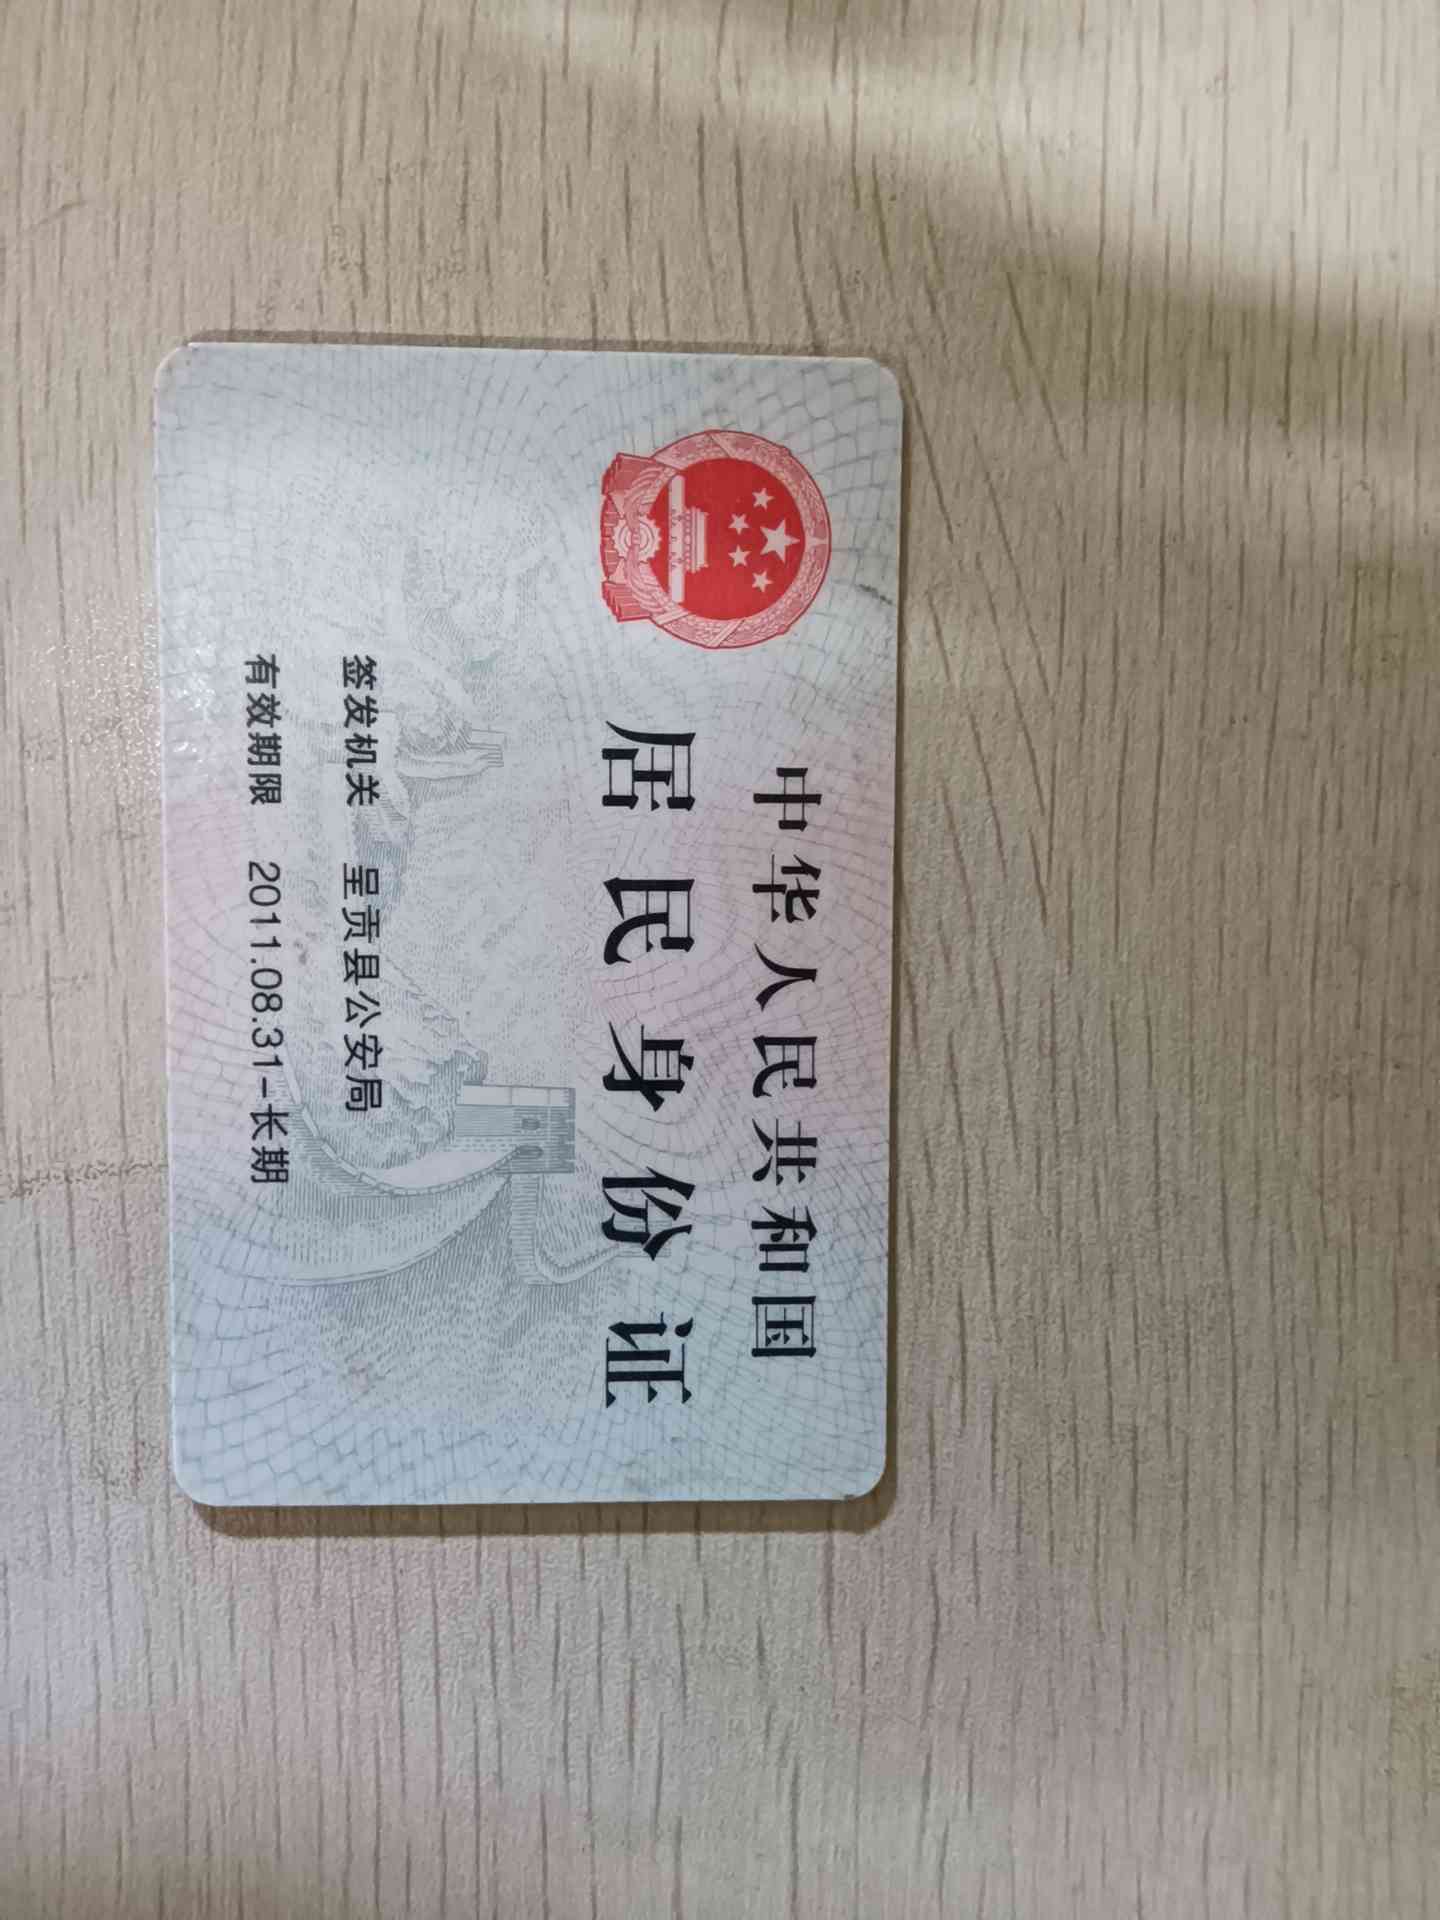 中华人民共和国
居民身份证
签发机关 呈贡县公安局
有效期限 2011.08.31-长期